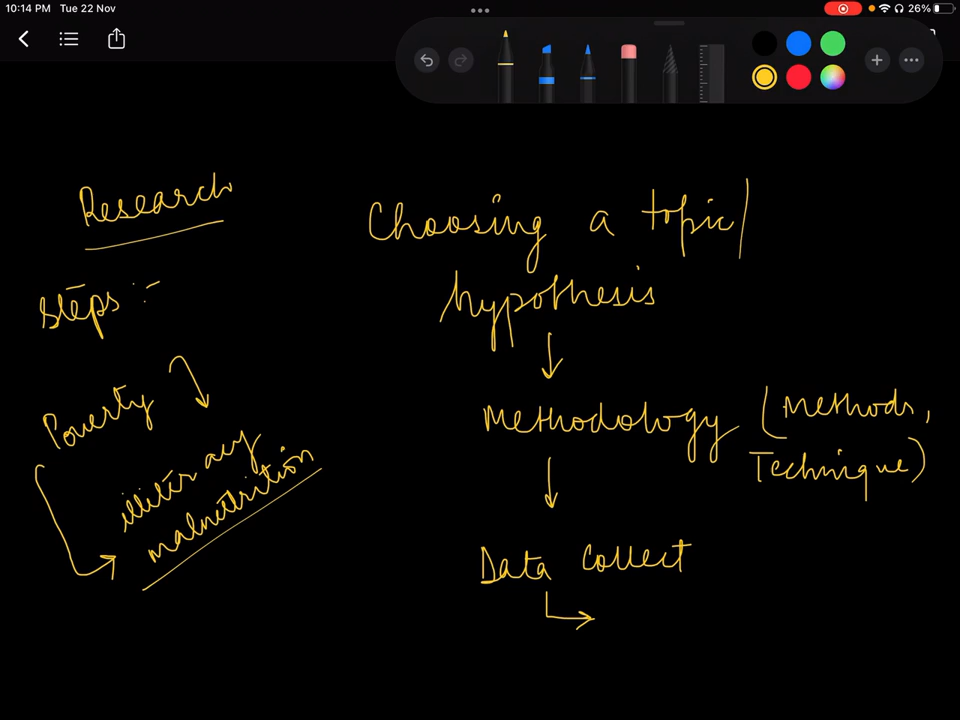 10:14 PM Tue 22 Nov
26%
Research
Steps :-
Poverty
illiteracy
malnutrition
Choosing a topic/
hypothesis
Methodology (Methods,
Technique)
Data Collect